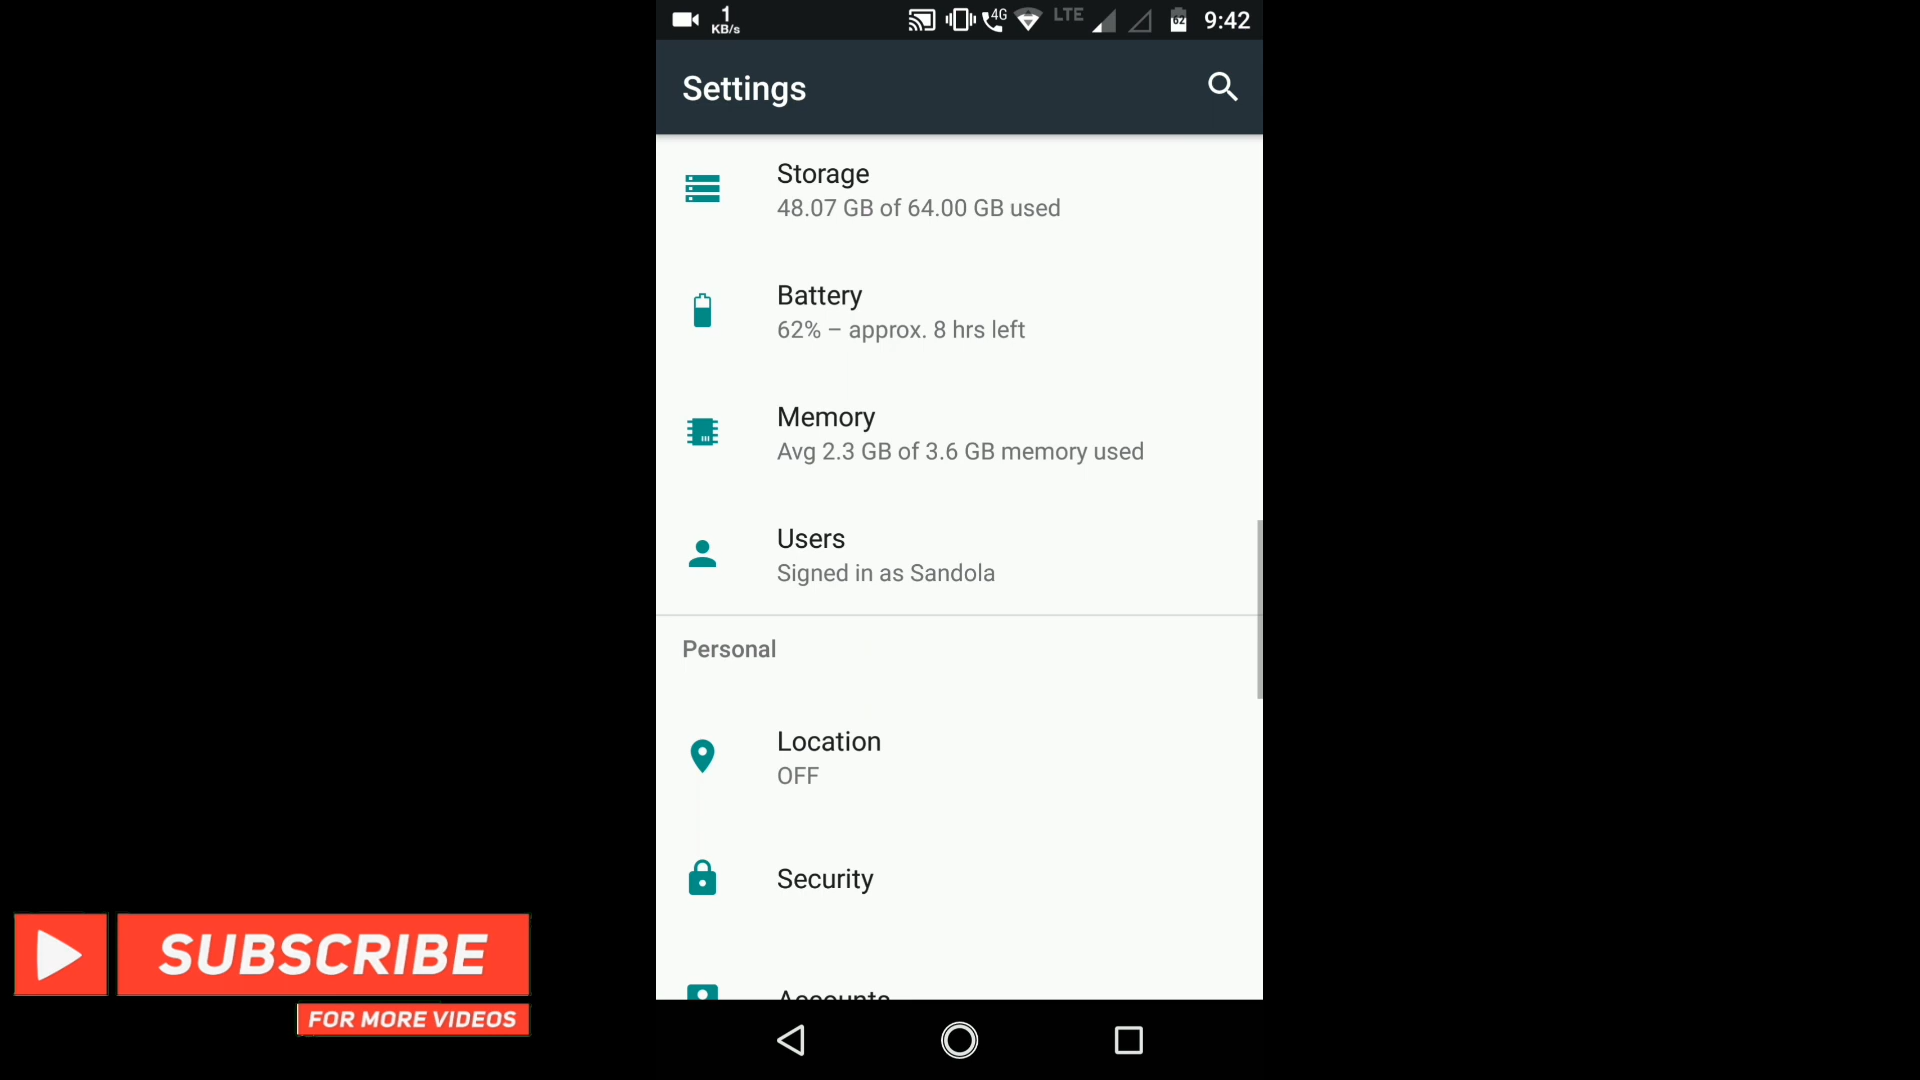 1
KB/s
4G
LTE
62
9:42
Settings
Storage
48.07 GB of 64.00 GB used
Battery
62% – approx. 8 hrs left
Memory
Avg 2.3 GB of 3.6 GB memory used
Users
Signed in as Sandola
Personal
Location
OFF
Security
Accounts
SUBSCRIBE
FOR MORE VIDEOS